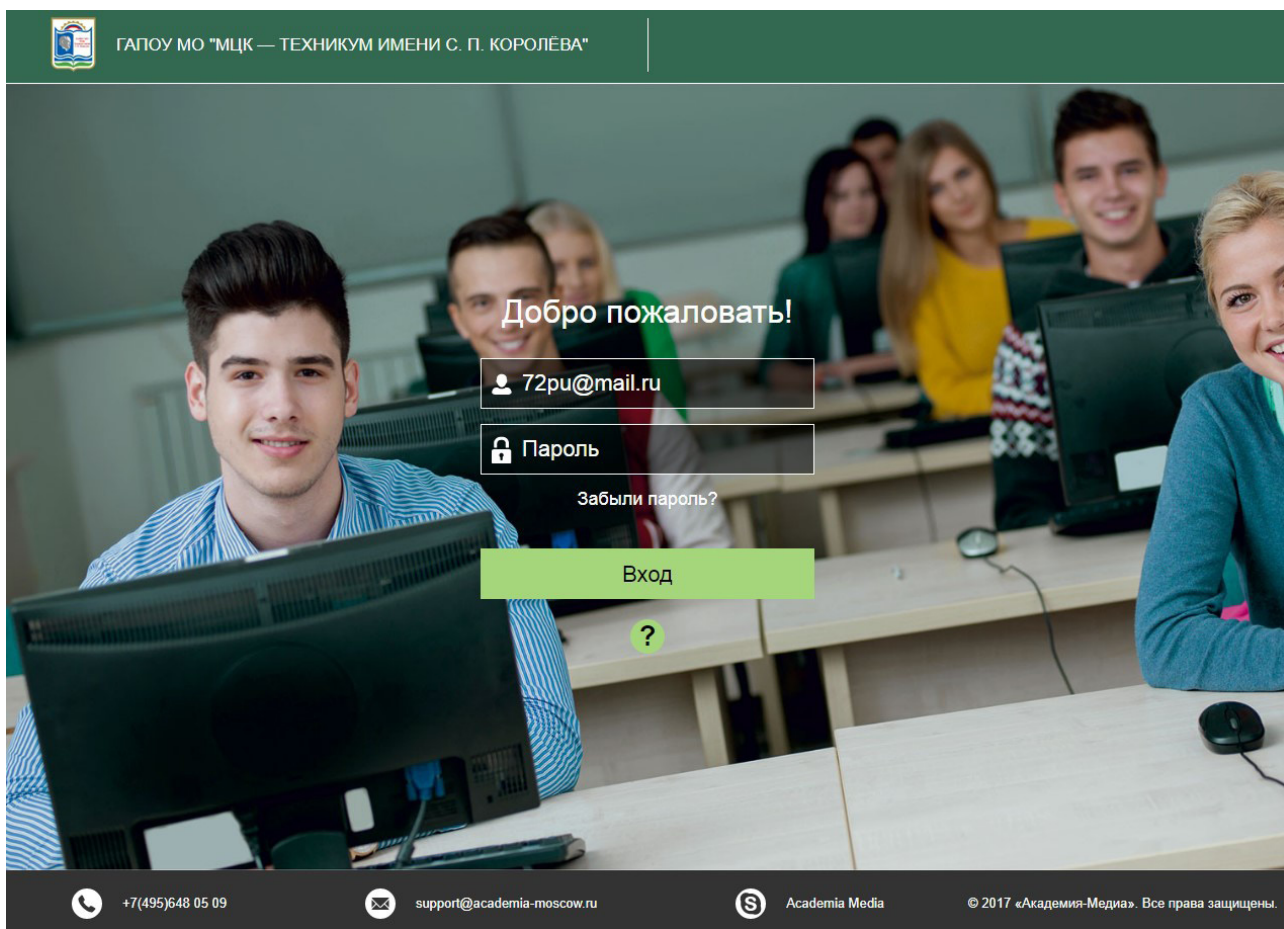 ГАПОУ МО "МЦК — ТЕХНИКУМ ИМЕНИ С. П. КОРОЛЁВА"
Добро пожаловать!
72pu@mail.ru
Пароль
Забыли пароль?
Вход
?
+7(495)648 05 09
support@academia-moscow.ru
Academia Media
© 2017 «Академия-Медиа». Все права защищены.